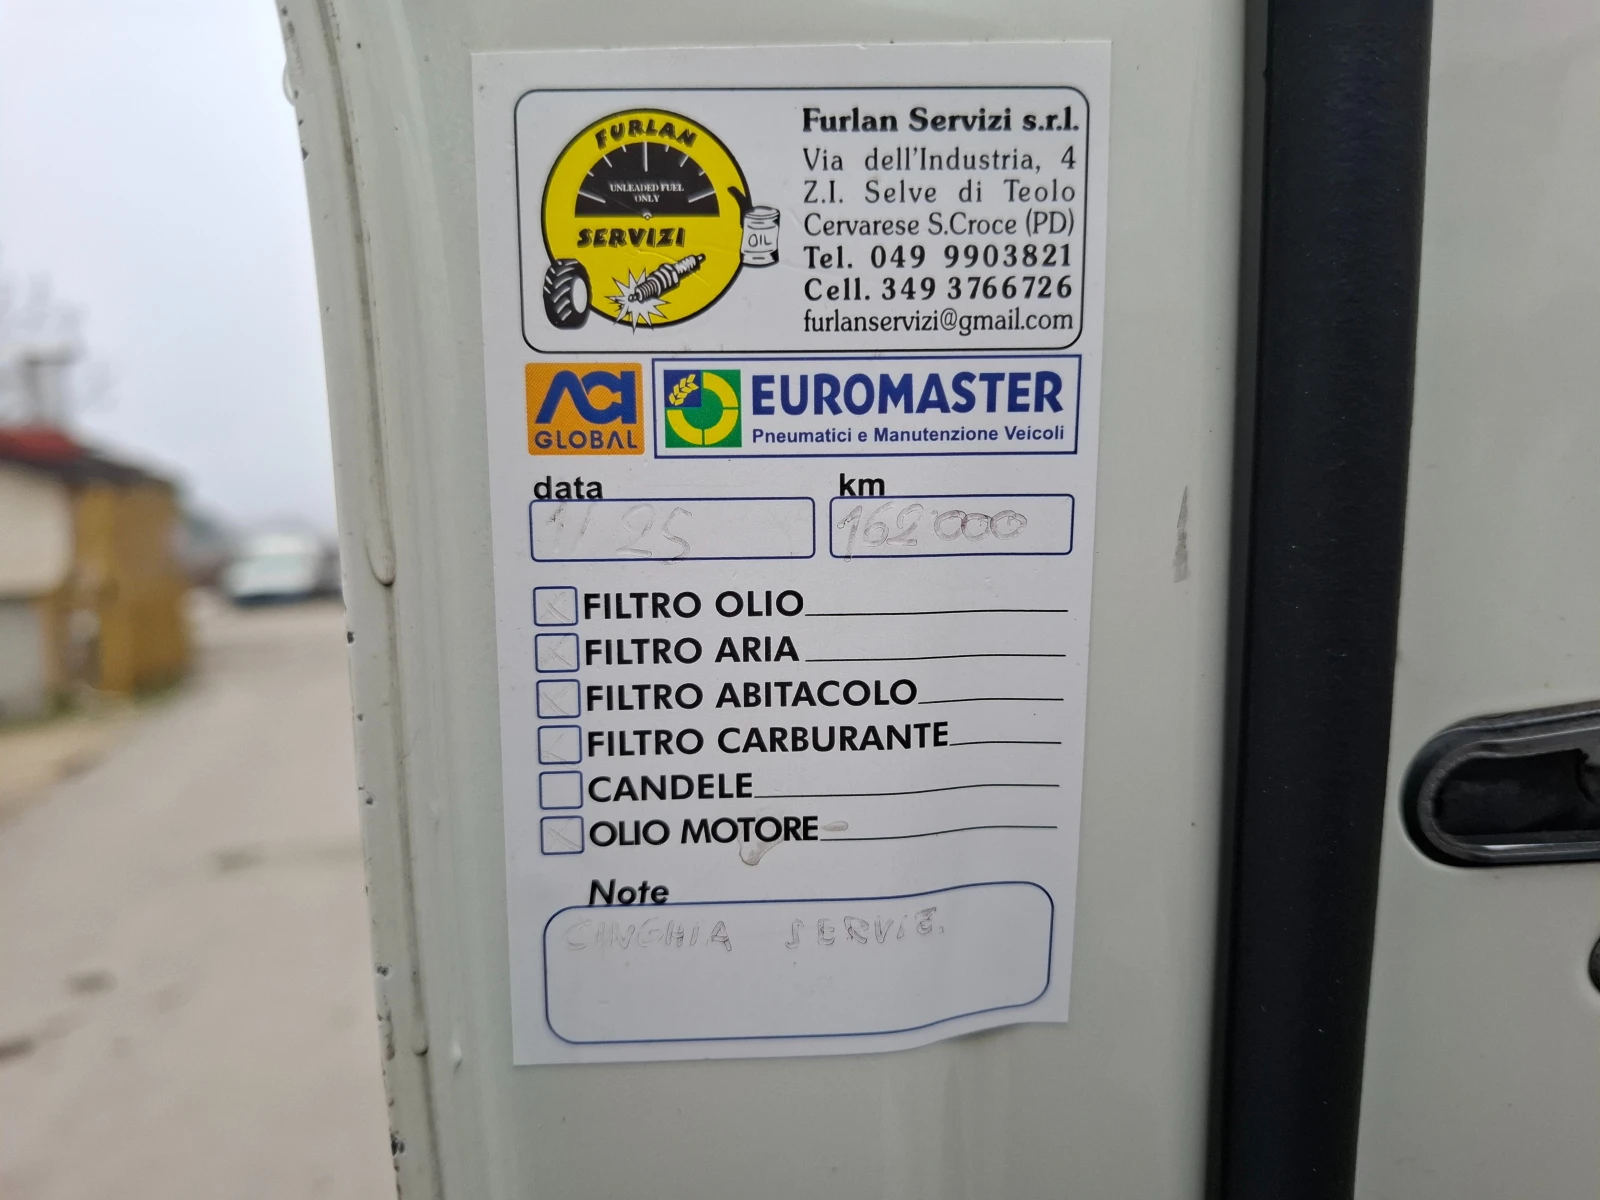 FURLAN
UNLEADED FUEL
ONLY
SERVIZI
OIL
Furlan Servizi s.r.l.
Via dell'Industria, 4
Z.I. Selve di Teolo
Cervarese S.Croce (PD)
Tel. 049 9903821
Cell. 349 3766726
furlanservizi@gmail.com
ACI
GLOBAL
EUROMASTER
Pneumatici e Manutenzione Veicoli
data
km
25
162000
FILTRO OLIO
FILTRO ARIA
FILTRO ABITACOLO
FILTRO CARBURANTE
CANDELE
OLIO MOTORE
Note
CINGHIA SERVIZ.